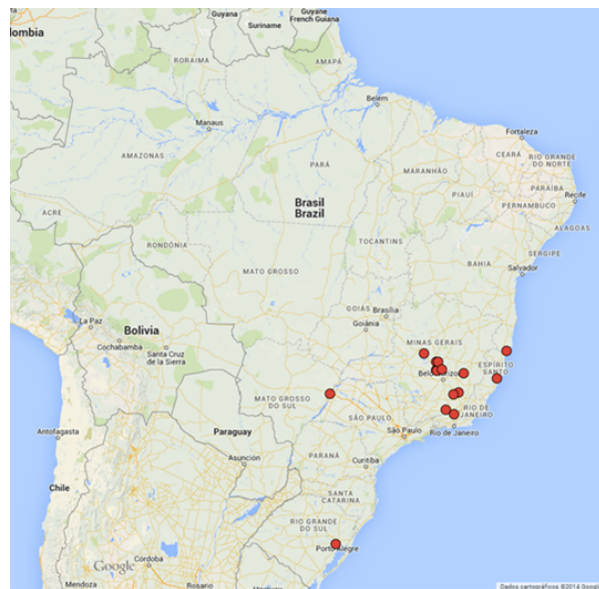 Guyana
Suriname
Guyane
French Guiana
lombia
RORAIMA
AMAPÁ
Belém
Manaus
Fortaleza
AMAZONAS
PARÁ
MARANHÃO
CEARÁ
RIO GRANDE
DO NORTE
PARAÍBA
PIAUÍ
Recife
PERNAMBUCO
ACRE
Brasil
Brazil
ALAGOAS
TOCANTINS
SERGIPE
RONDÔNIA
MATO GROSSO
BAHIA
Salvador
GOIÁS
Brasília
Goiânia
La Paz
Bolivia
Cochabamba
Santa Cruz
de la Sierra
MINAS GERAIS
ESPÍRITO
SANTO
MATO GROSSO
DO SUL
SÃO PAULO
RIO DE
JANEIRO
São Paulo
Rio de Janeiro
Antofagasta
Paraguay
Asunción
PARANÁ
Curitiba
Chile
SANTA
CATARINA
RIO GRANDE
DO SUL
Porto Alegre
Google
Cordoba
Mendoza
Rosario
Dados cartográficos ©2014 Googl